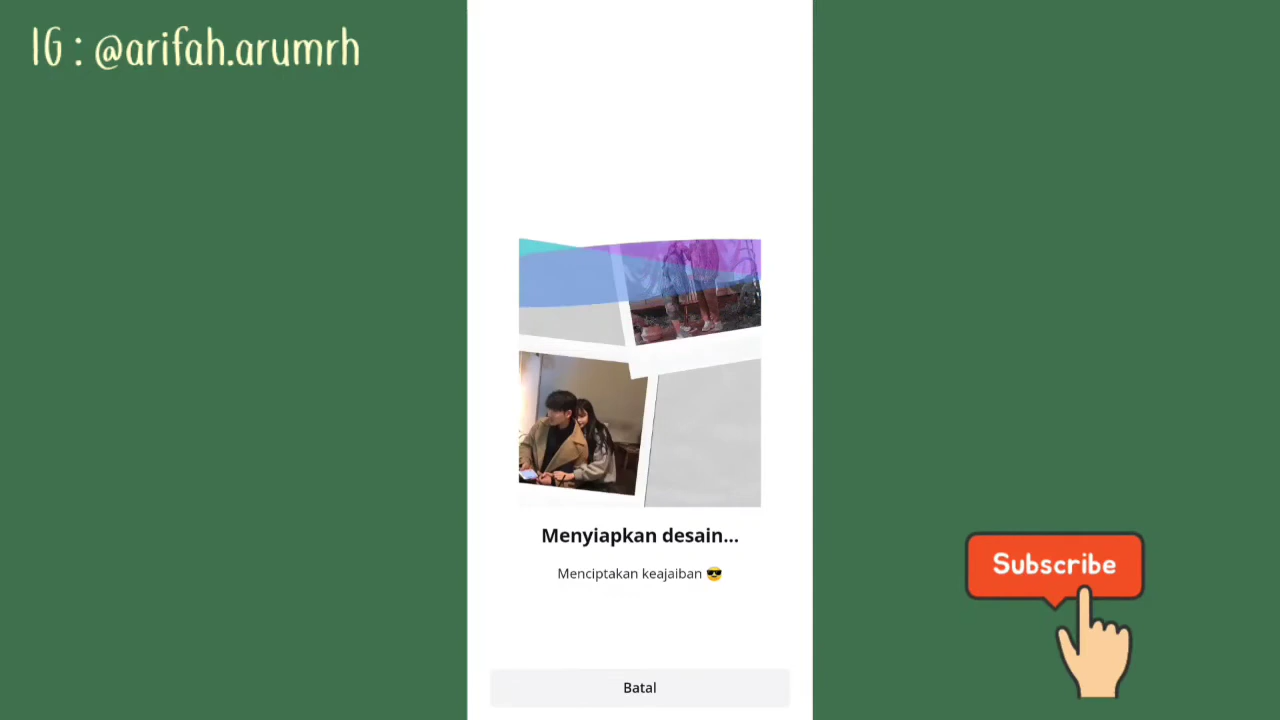 IG : @arifah.arumrh
Menyiapkan desain...
Menciptakan keajaiban 😎
Subscribe
Batal